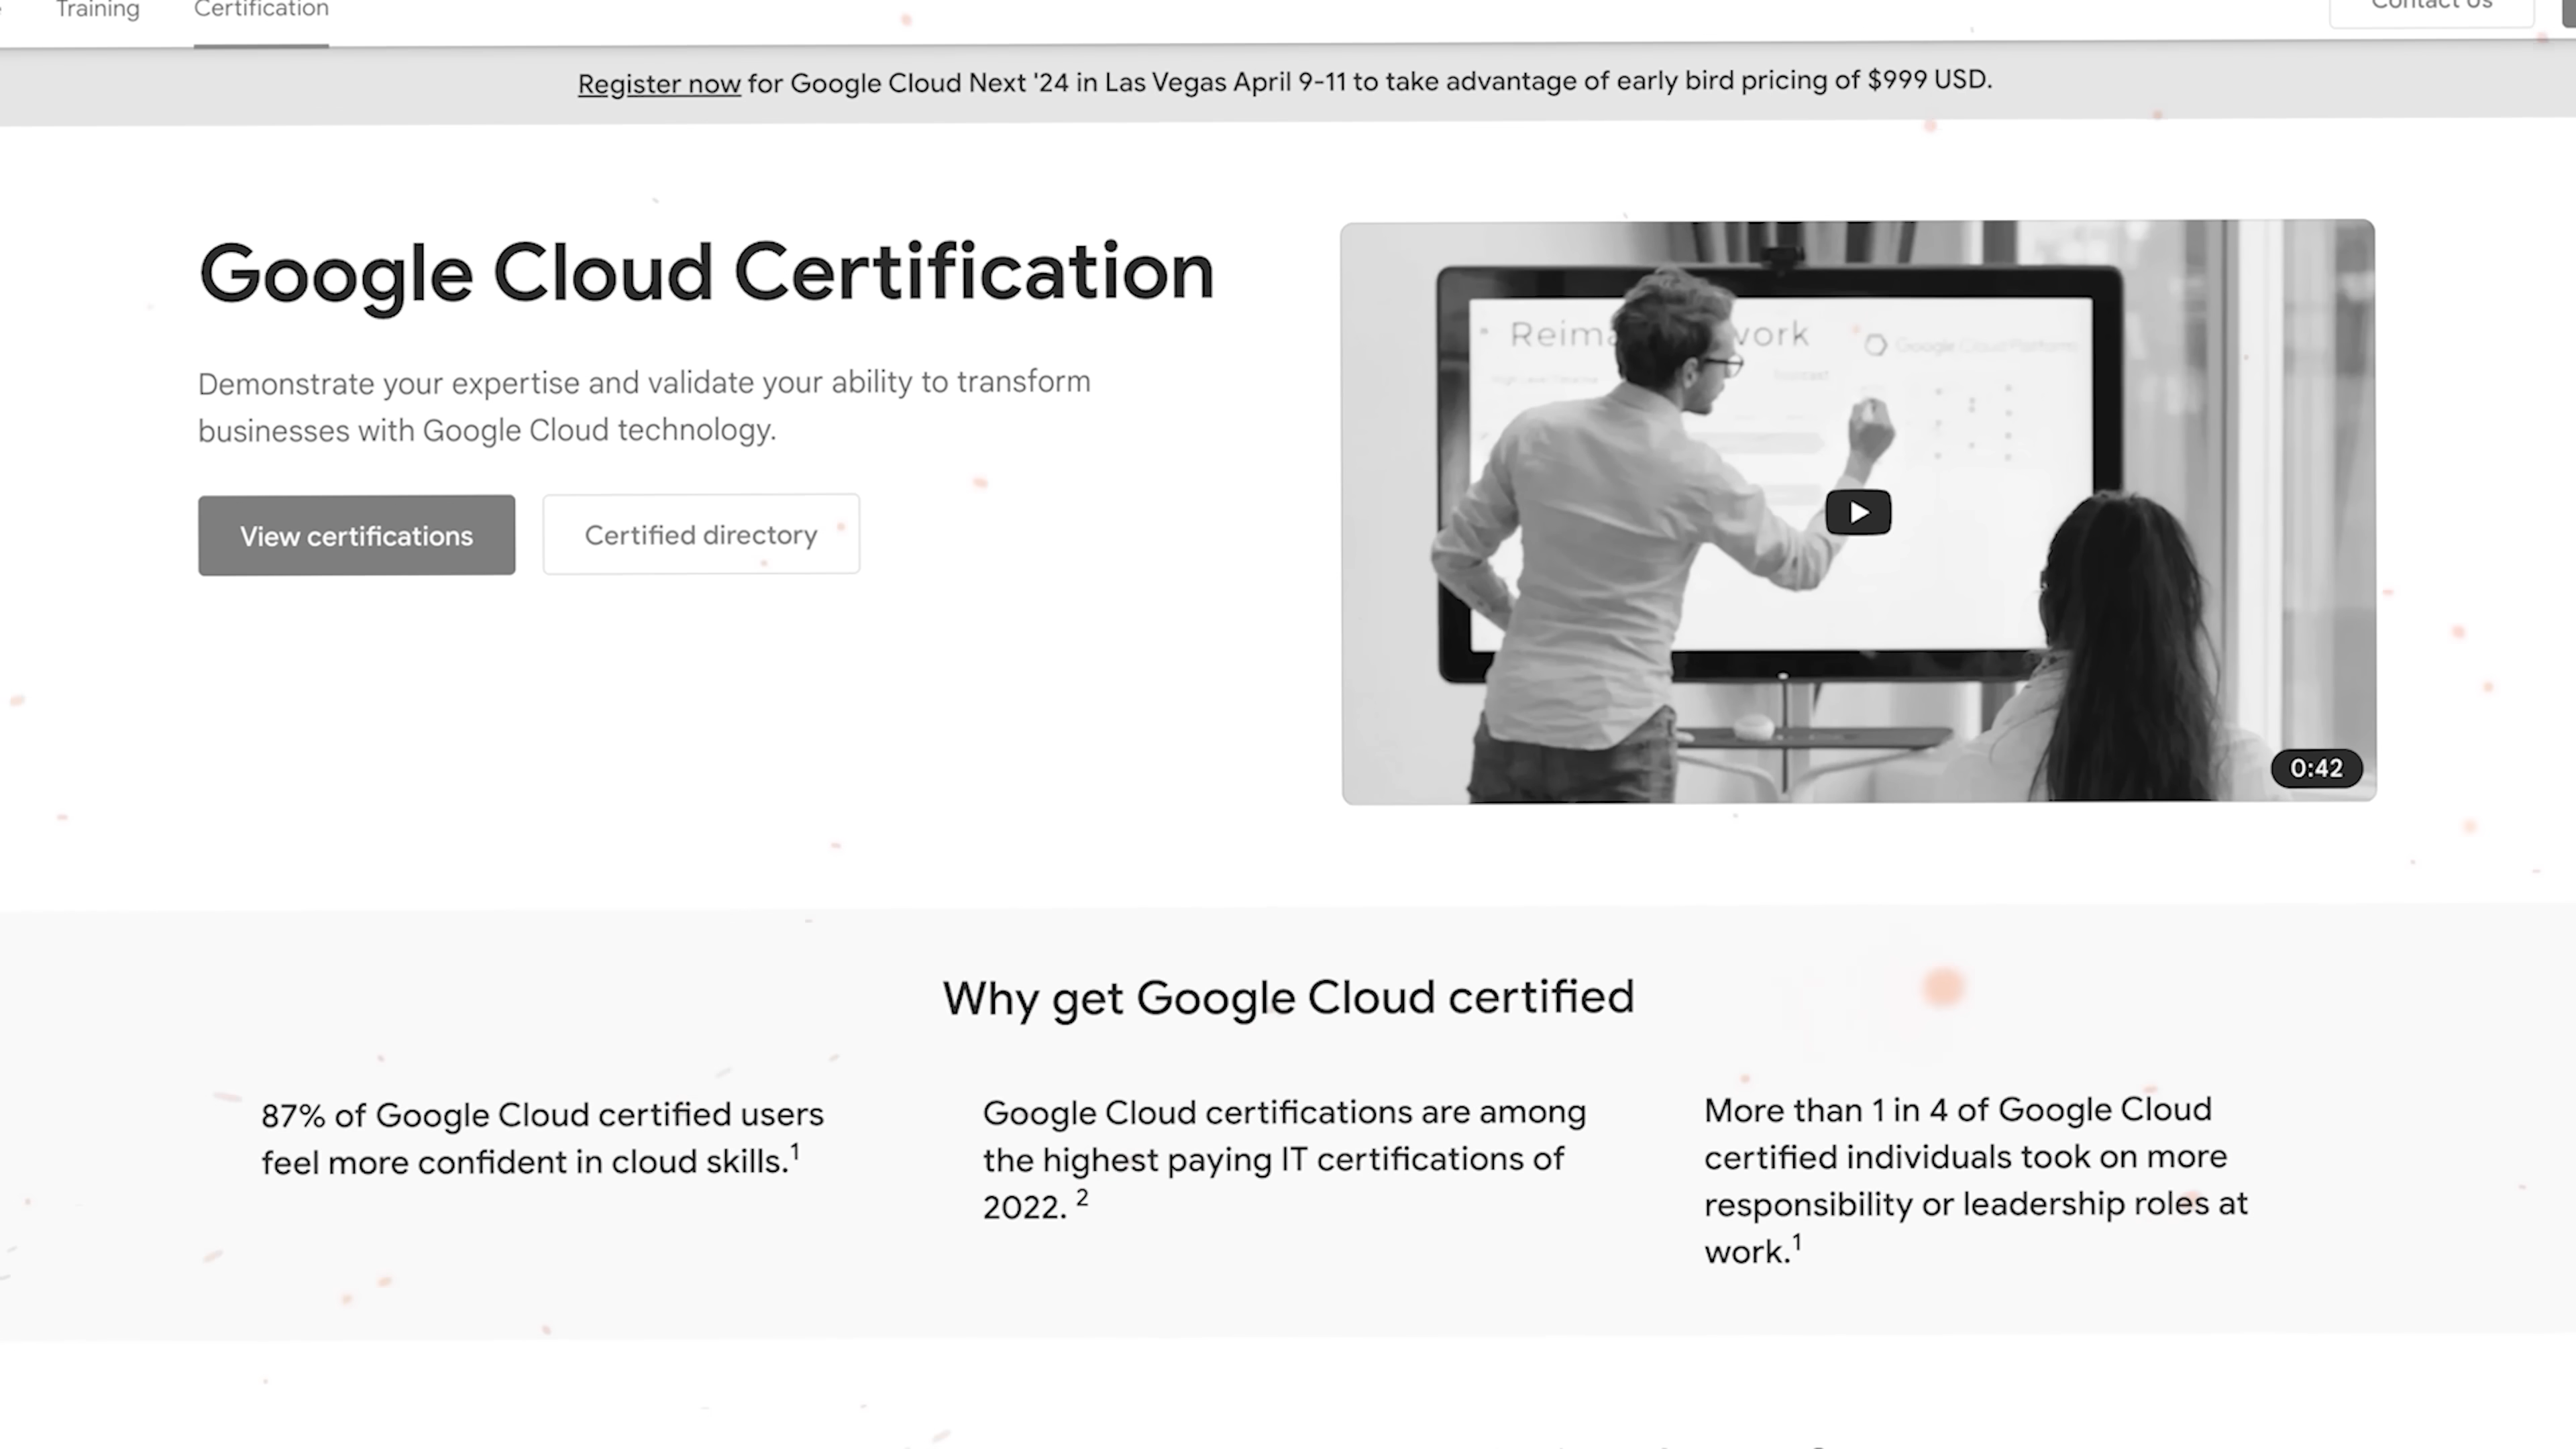 Training
Certification
Contact Us
Register now for Google Cloud Next '24 in Las Vegas April 9-11 to take advantage of early bird pricing of $999 USD.
Google Cloud Certification
Demonstrate your expertise and validate your ability to transform
businesses with Google Cloud technology.
View certifications
Certified directory
Google Cloud Platform
0:42
Why get Google Cloud certified
87% of Google Cloud certified users
feel more confident in cloud skills.1
Google Cloud certifications are among
the highest paying IT certifications of
2022. 2
More than 1 in 4 of Google Cloud
certified individuals took on more
responsibility or leadership roles at
work.1